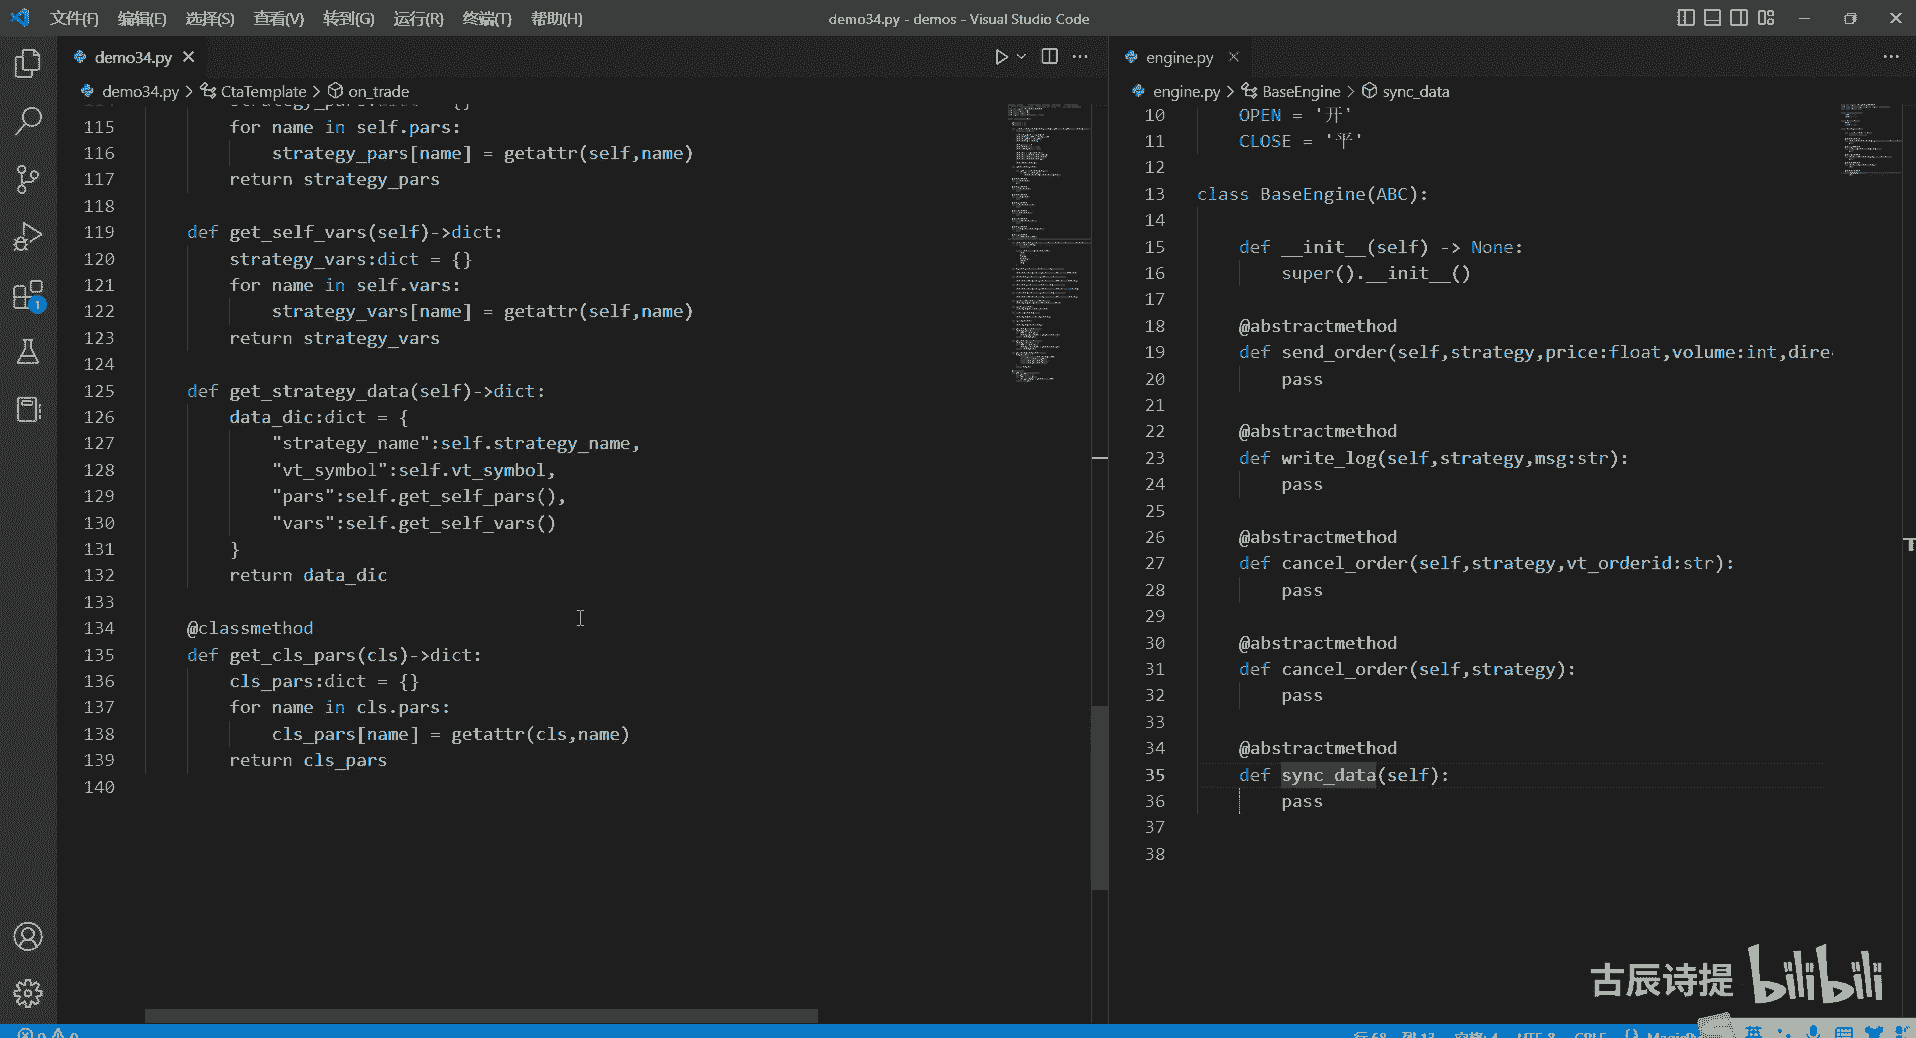 文件(F) 编辑(E) 选择(S) 查看(V) 转到(G) 运行(R) 终端(T) 帮助(H)
demo34.py - demos - Visual Studio Code
demo34.py
demo34.py > CtaTemplate > on_trade
115 for name in self.pars:
116 strategy_pars[name] = getattr(self,name)
117 return strategy_pars
118
119 def get_self_vars(self)->dict:
120 strategy_vars:dict = {}
121 for name in self.vars:
122 strategy_vars[name] = getattr(self,name)
123 return strategy_vars
124
125 def get_strategy_data(self)->dict:
126 data_dic:dict = {
127 "strategy_name":self.strategy_name,
128 "vt_symbol":self.vt_symbol,
129 "pars":self.get_self_pars(),
130 "vars":self.get_self_vars()
131 }
132 return data_dic
133
134 @classmethod
135 def get_cls_pars(cls)->dict:
136 cls_pars:dict = {}
137 for name in cls.pars:
138 cls_pars[name] = getattr(cls,name)
139 return cls_pars
140
engine.py
engine.py > BaseEngine > sync_data
10 OPEN = '开'
11 CLOSE = '平'
12
13 class BaseEngine(ABC):
14
15 def __init__(self) -> None:
16 super().__init__()
17
18 @abstractmethod
19 def send_order(self,strategy,price:float,volume:int,dire
20 pass
21
22 @abstractmethod
23 def write_log(self,strategy,msg:str):
24 pass
25
26 @abstractmethod
27 def cancel_order(self,strategy,vt_orderid:str):
28 pass
29
30 @abstractmethod
31 def cancel_order(self,strategy):
32 pass
33
34 @abstractmethod
35 def sync_data(self):
36 pass
37
38
1
古辰诗提 bilibili
英